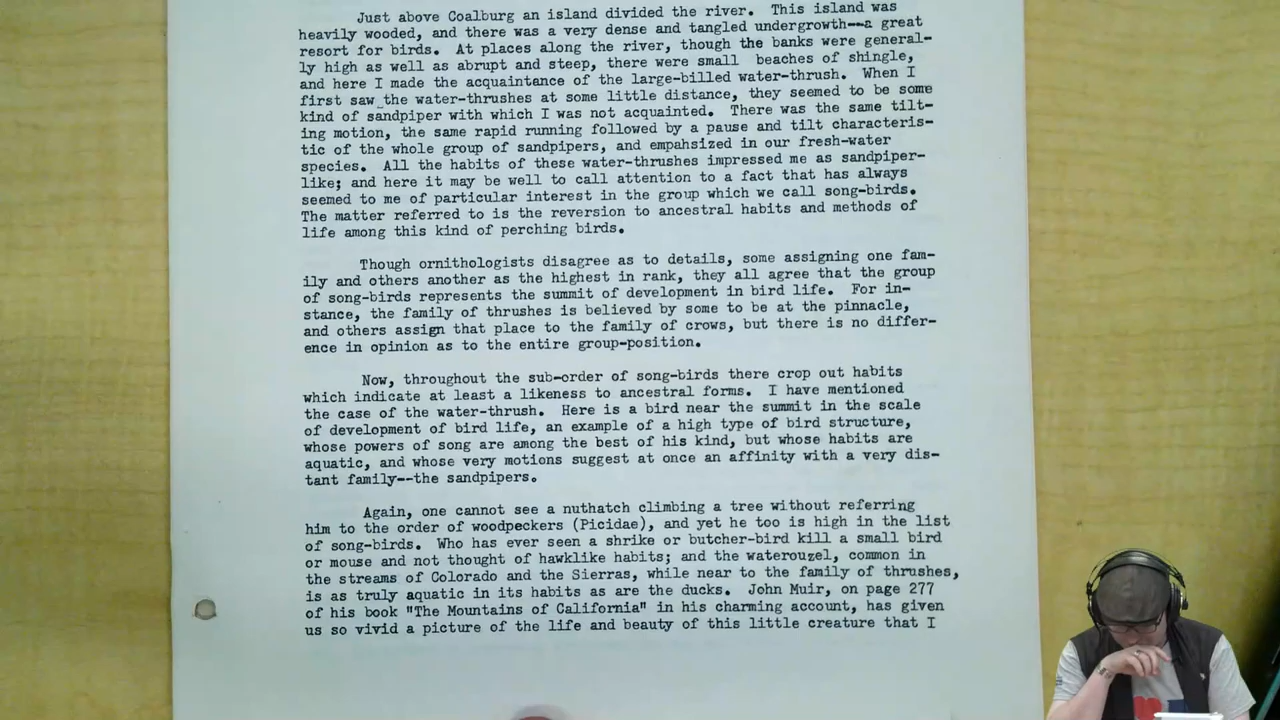 Just above Coalburg an island divided the river. This island was
heavily wooded, and there was a very dense and tangled undergrowth--a great
resort for birds. At places along the river, though the banks were general-
ly high as well as abrupt and steep, there were small beaches of shingle,
and here I made the acquaintance of the large-billed water-thrush. When I
first saw the water-thrushes at some little distance, they seemed to be some
kind of sandpiper with which I was not acquainted. There was the same tilt-
ing motion, the same rapid running followed by a pause and tilt characteris-
tic of the whole group of sandpipers, and empahsized in our fresh-water
species. All the habits of these water-thrushes impressed me as sandpiper-
like; and here it may be well to call attention to a fact that has always
seemed to me of particular interest in the group which we call song-birds.
The matter referred to is the reversion to ancestral habits and methods of
life among this kind of perching birds.
Though ornithologists disagree as to details, some assigning one fam-
ily and others another as the highest in rank, they all agree that the group
of song-birds represents the summit of development in bird life. For in-
stance, the family of thrushes is believed by some to be at the pinnacle,
and others assign that place to the family of crows, but there is no differ-
ence in opinion as to the entire group-position.
Now, throughout the sub-order of song-birds there crop out habits
which indicate at least a likeness to ancestral forms. I have mentioned
the case of the water-thrush. Here is a bird near the summit in the scale
of development of bird life, an example of a high type of bird structure,
whose powers of song are among the best of his kind, but whose habits are
aquatic, and whose very motions suggest at once an affinity with a very dis-
tant family--the sandpipers.
Again, one cannot see a nuthatch climbing a tree without referring
him to the order of woodpeckers (Picidae), and yet he too is high in the list
of song-birds. Who has ever seen a shrike or butcher-bird kill a small bird
or mouse and not thought of hawklike habits; and the waterouzel, common in
the streams of Colorado and the Sierras, while near to the family of thrushes,
is as truly aquatic in its habits as are the ducks. John Muir, on page 277
of his book "The Mountains of California" in his charming account, has given
us so vivid a picture of the life and beauty of this little creature that I